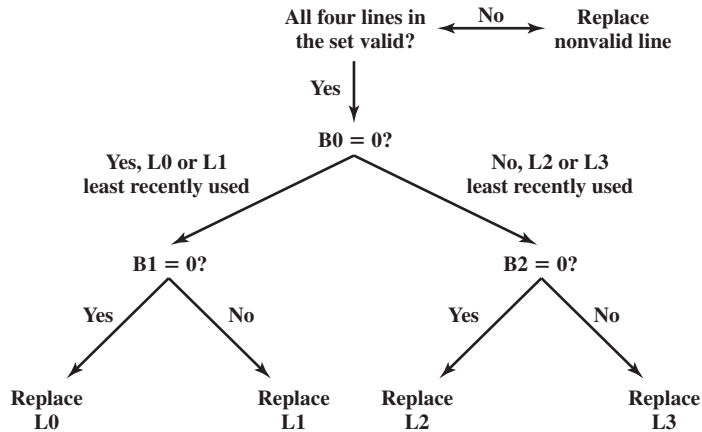 All four lines in
the set valid?
No
Replace
nonvalid line
Yes
B0 = 0?
Yes, L0 or L1
least recently used
No, L2 or L3
least recently used
B1 = 0?
B2 = 0?
Yes
No
Yes
No
Replace
L0
Replace
L1
Replace
L2
Replace
L3